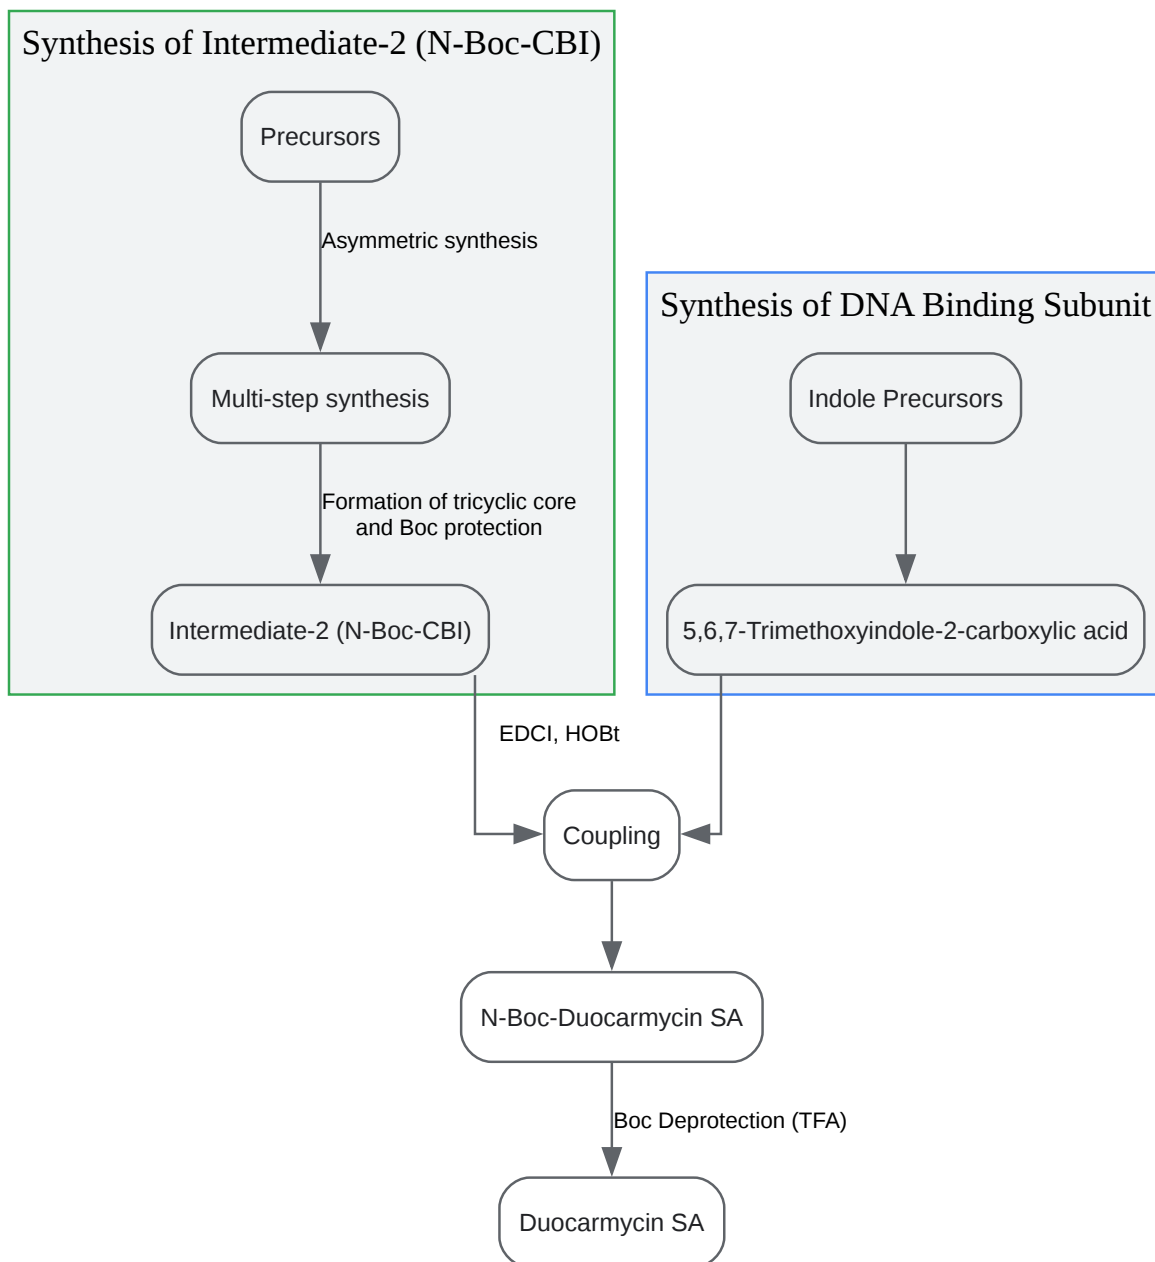 Synthesis of Intermediate-2 (N-Boc-CBI)
Precursors
Asymmetric synthesis
Multi-step synthesis
Formation of tricyclic core
and Boc protection
Intermediate-2 (N-Boc-CBI)
Synthesis of DNA Binding Subunit
Indole Precursors
5,6,7-Trimethoxyindole-2-carboxylic acid
EDCI, HOBt
Coupling
N-Boc-Duocarmycin SA
Boc Deprotection (TFA)
Duocarmycin SA